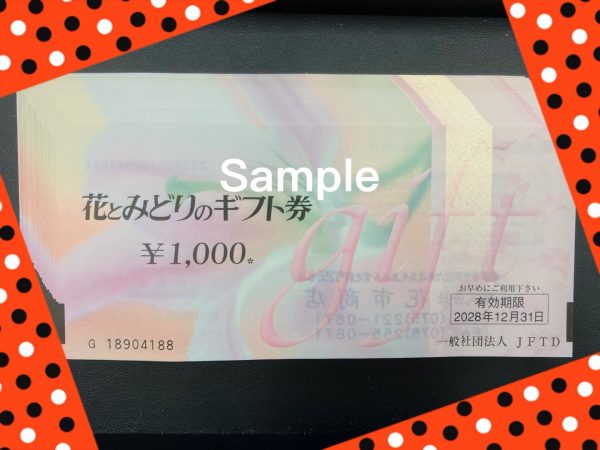 Sample
花とみどりのギフト券
¥1,000*
gift
お早めにご利用下さい
有効期限
2028年12月31日
G 18904188
一般社団法人 JFTD